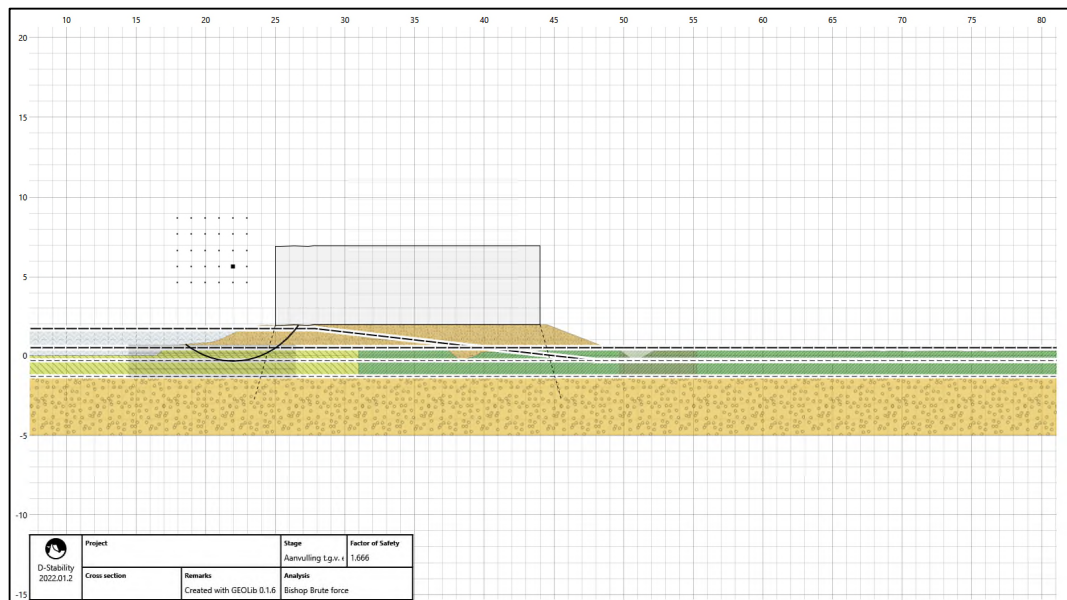 10 15 20 25 30 35 40 45 50 55 60 65 70 75 80
20
15
10
5
0
-5
-10
-15
D-Stability
2022.01.2
Project
Stage
Aanvulling t.g.v.
Factor of Safety
1.666
Cross section
Remarks
Created with GEOLib 0.1.6
Analysis
Bishop Brute force